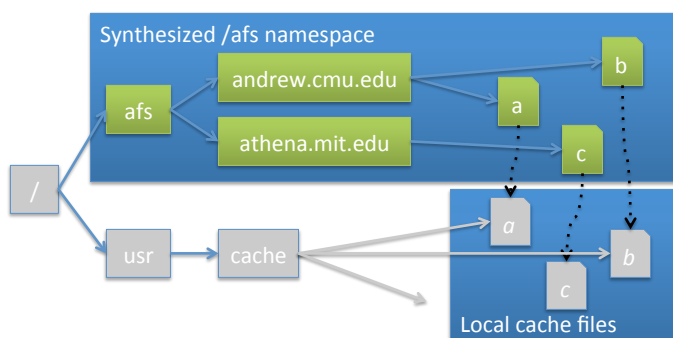 Synthesized /afs namespace
andrew.cmu.edu
b
afs
a
athena.mit.edu
c
/
a
usr
cache
b
c
Local cache files